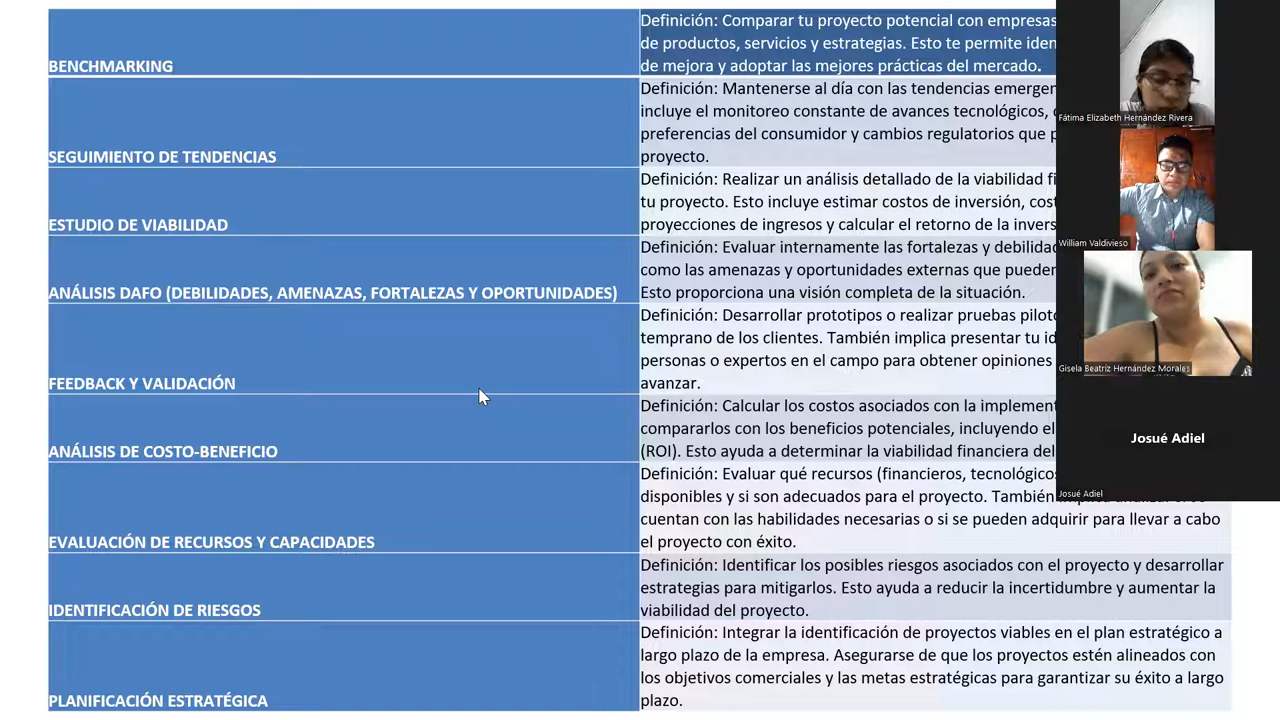 BENCHMARKING
Definición: Comparar tu proyecto potencial con empresas
de productos, servicios y estrategias. Esto te permite iden
de mejora y adoptar las mejores prácticas del mercado.
SEGUIMIENTO DE TENDENCIAS
Definición: Mantenerse al día con las tendencias emergen
incluye el monitoreo constante de avances tecnológicos,
preferencias del consumidor y cambios regulatorios que p
proyecto.
ESTUDIO DE VIABILIDAD
Definición: Realizar un análisis detallado de la viabilidad fi
tu proyecto. Esto incluye estimar costos de inversión, cost
proyecciones de ingresos y calcular el retorno de la invers
ANÁLISIS DAFO (DEBILIDADES, AMENAZAS, FORTALEZAS Y OPORTUNIDADES)
Definición: Evaluar internamente las fortalezas y debilidad
como las amenazas y oportunidades externas que pueden
Esto proporciona una visión completa de la situación.
FEEDBACK Y VALIDACIÓN
Definición: Desarrollar prototipos o realizar pruebas piloto
temprano de los clientes. También implica presentar tu id
personas o expertos en el campo para obtener opiniones
avanzar.
ANÁLISIS DE COSTO-BENEFICIO
Definición: Calcular los costos asociados con la implement
compararlos con los beneficios potenciales, incluyendo el
(ROI). Esto ayuda a determinar la viabilidad financiera del
EVALUACIÓN DE RECURSOS Y CAPACIDADES
Definición: Evaluar qué recursos (financieros, tecnológicos
disponibles y si son adecuados para el proyecto. También
cuentan con las habilidades necesarias o si se pueden adquirir para llevar a cabo
el proyecto con éxito.
IDENTIFICACIÓN DE RIESGOS
Definición: Identificar los posibles riesgos asociados con el proyecto y desarrollar
estrategias para mitigarlos. Esto ayuda a reducir la incertidumbre y aumentar la
viabilidad del proyecto.
PLANIFICACIÓN ESTRATÉGICA
Definición: Integrar la identificación de proyectos viables en el plan estratégico a
largo plazo de la empresa. Asegurarse de que los proyectos estén alineados con
los objetivos comerciales y las metas estratégicas para garantizar su éxito a largo
plazo.
Fátima Elizabeth Hernández Rivera
William Valdivieso
Gisela Beatriz Hernández Morales
Josué Adiel
Josué Adiel